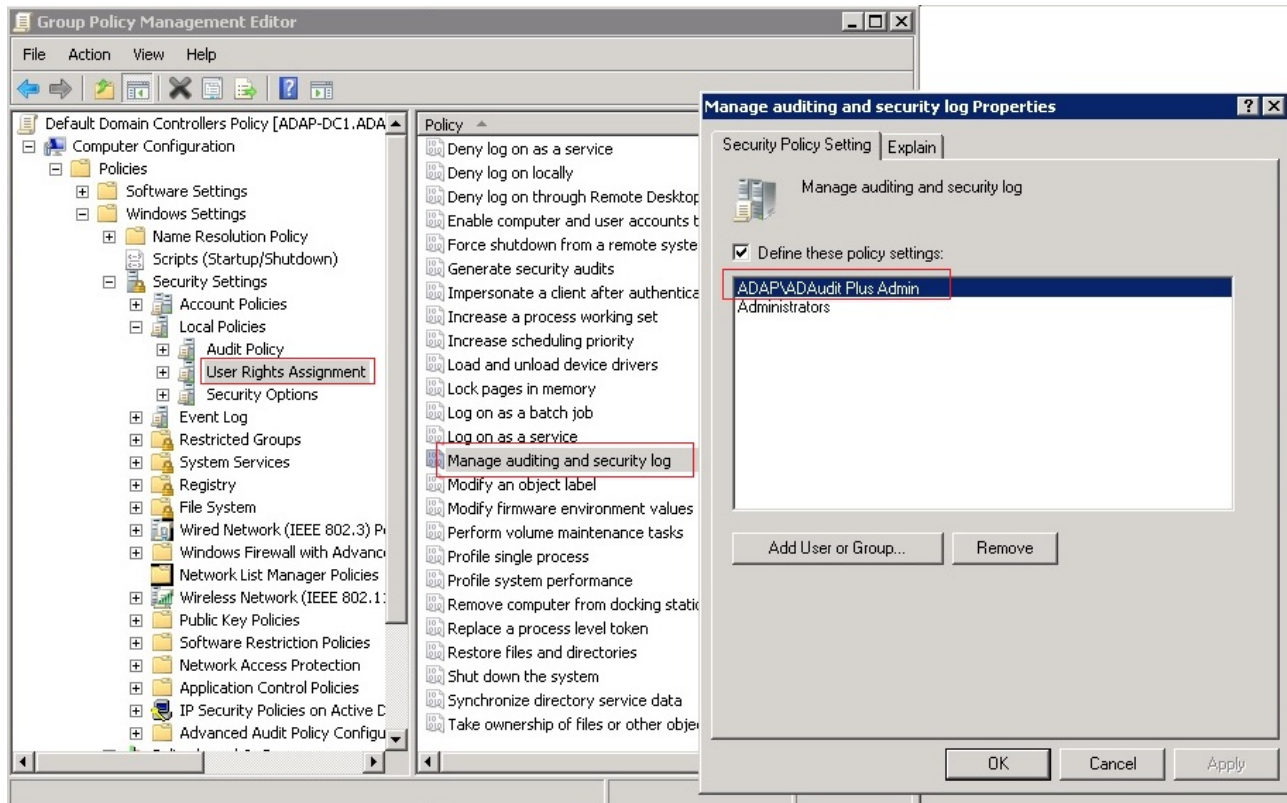 Group Policy Management Editor
File Action View Help
Default Domain Controllers Policy [ADAP-DC1.ADA
Computer Configuration
Policies
Software Settings
Windows Settings
Name Resolution Policy
Scripts (Startup/Shutdown)
Security Settings
Account Policies
Local Policies
Audit Policy
User Rights Assignment
Security Options
Event Log
Restricted Groups
System Services
Registry
File System
Wired Network (IEEE 802.3) P
Windows Firewall with Advanc
Network List Manager Policies
Wireless Network (IEEE 802.1
Public Key Policies
Software Restriction Policies
Network Access Protection
Application Control Policies
IP Security Policies on Active D
Advanced Audit Policy Configu
Policy
Deny log on as a service
Deny log on locally
Deny log on through Remote Desktop
Enable computer and user accounts t
Force shutdown from a remote syste
Generate security audits
Impersonate a client after authentica
Increase a process working set
Increase scheduling priority
Load and unload device drivers
Lock pages in memory
Log on as a batch job
Log on as a service
Manage auditing and security log
Modify an object label
Modify firmware environment values
Perform volume maintenance tasks
Profile single process
Profile system performance
Remove computer from docking static
Replace a process level token
Restore files and directories
Shut down the system
Synchronize directory service data
Take ownership of files or other obje
Manage auditing and security log Properties
Security Policy Setting Explain
Manage auditing and security log
Define these policy settings:
ADAP\ADAudit Plus Admin
Administrators
Add User or Group... Remove
OK Cancel Apply